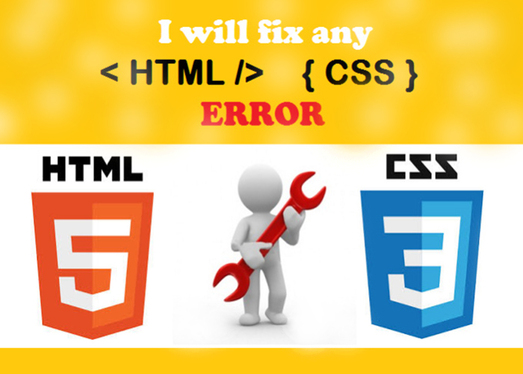 I will fix any
< HTML /> { CSS }
ERROR
HTML CSS
5 3